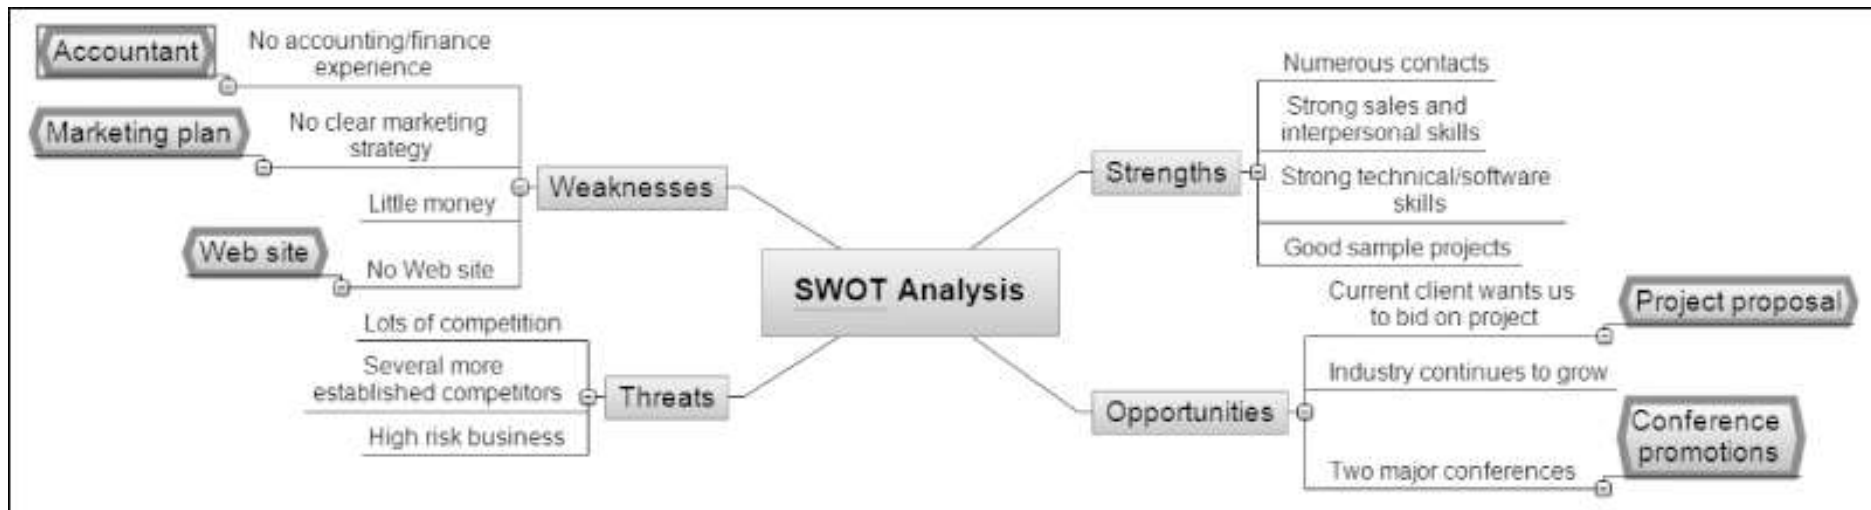 Accountant
No accounting/finance
experience
Marketing plan
No clear marketing
strategy
Little money
Web site
No Web site
Weaknesses
Lots of competition
Several more
established competitors
High risk business
Threats
SWOT Analysis
Strengths
Numerous contacts
Strong sales and
interpersonal skills
Strong technical/software
skills
Good sample projects
Opportunities
Current client wants us
to bid on project
Project proposal
Industry continues to grow
Two major conferences
Conference
promotions